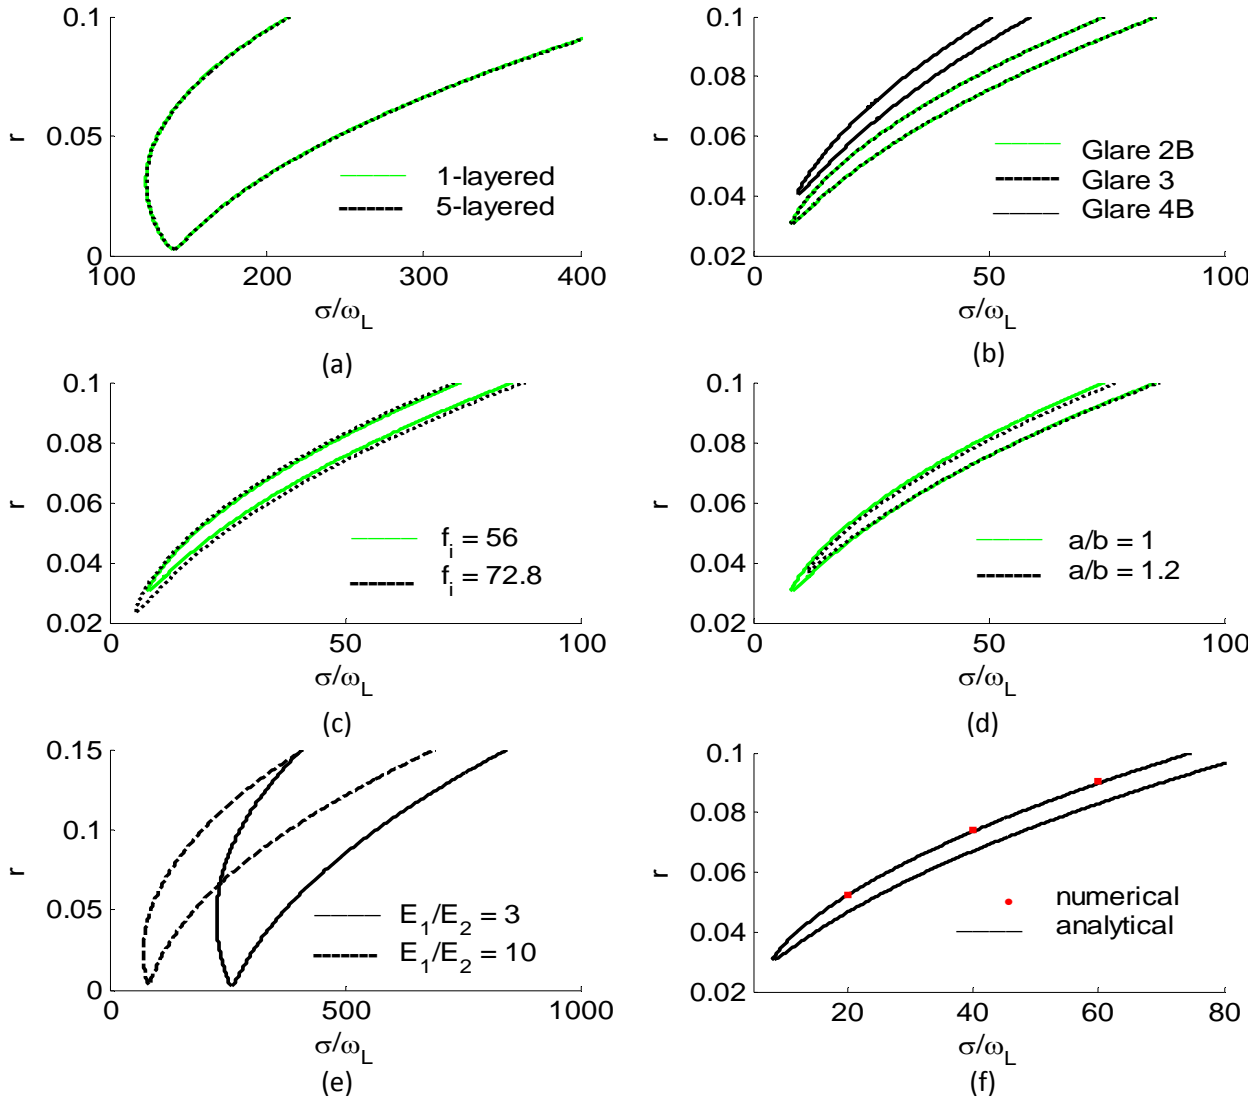 0.1
0.05
0
r
100
200
300
400
σ/ω_L
1-layered
5-layered
(a)
0.1
0.08
0.06
0.04
0.02
r
0
50
100
σ/ω_L
Glare 2B
Glare 3
Glare 4B
(b)
0.1
0.08
0.06
0.04
0.02
r
0
50
100
σ/ω_L
f_i = 56
f_i = 72.8
(c)
0.1
0.08
0.06
0.04
0.02
r
0
50
100
σ/ω_L
a/b = 1
a/b = 1.2
(d)
0.15
0.1
0.05
0
r
0
500
1000
σ/ω_L
E_1/E_2 = 3
E_1/E_2 = 10
(e)
0.1
0.08
0.06
0.04
0.02
r
20
40
60
80
σ/ω_L
numerical
analytical
(f)